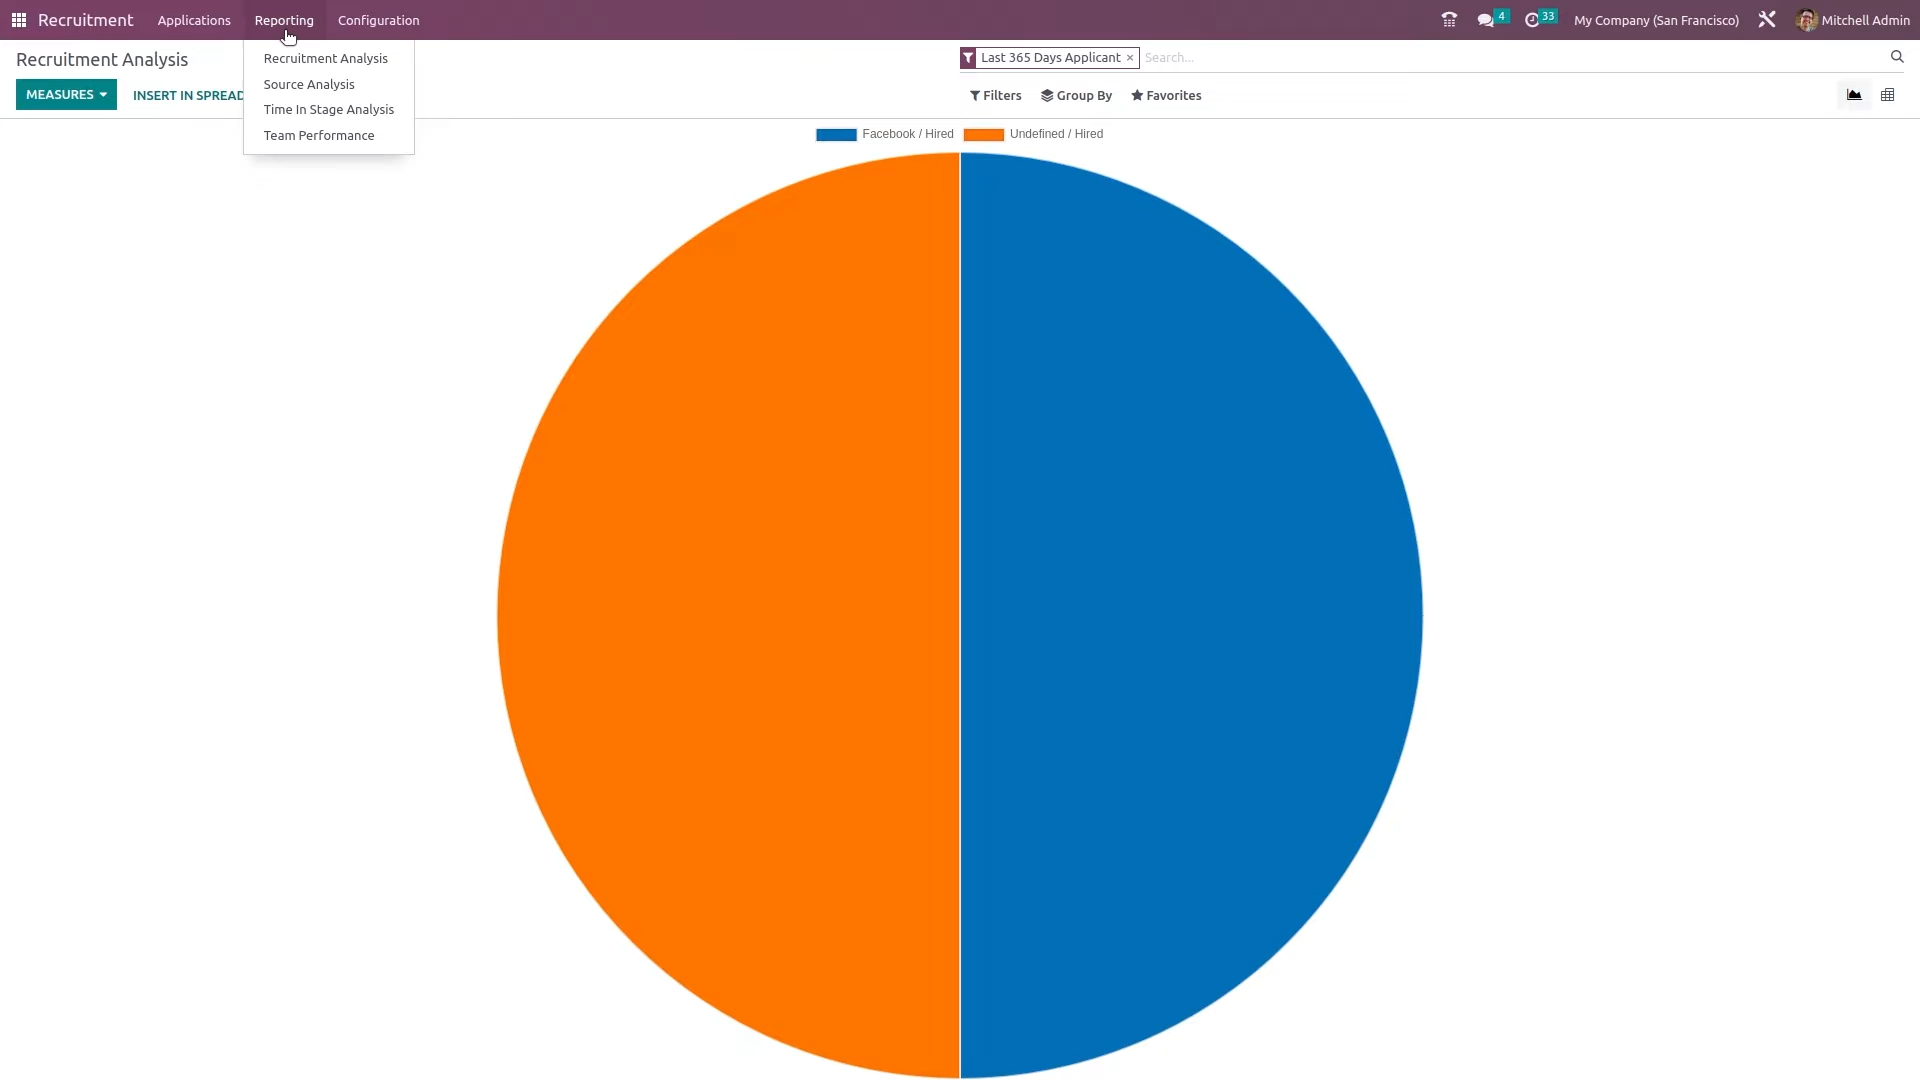 Recruitment Applications Reporting Configuration 4 33 My Company (San Francisco) Mitchell Admin
Recruitment Analysis
Last 365 Days Applicant × Search...
MEASURES INSERT IN SPREAD
Filters Group By Favorites
Recruitment Analysis
Source Analysis
Time In Stage Analysis
Team Performance
Facebook / Hired Undefined / Hired